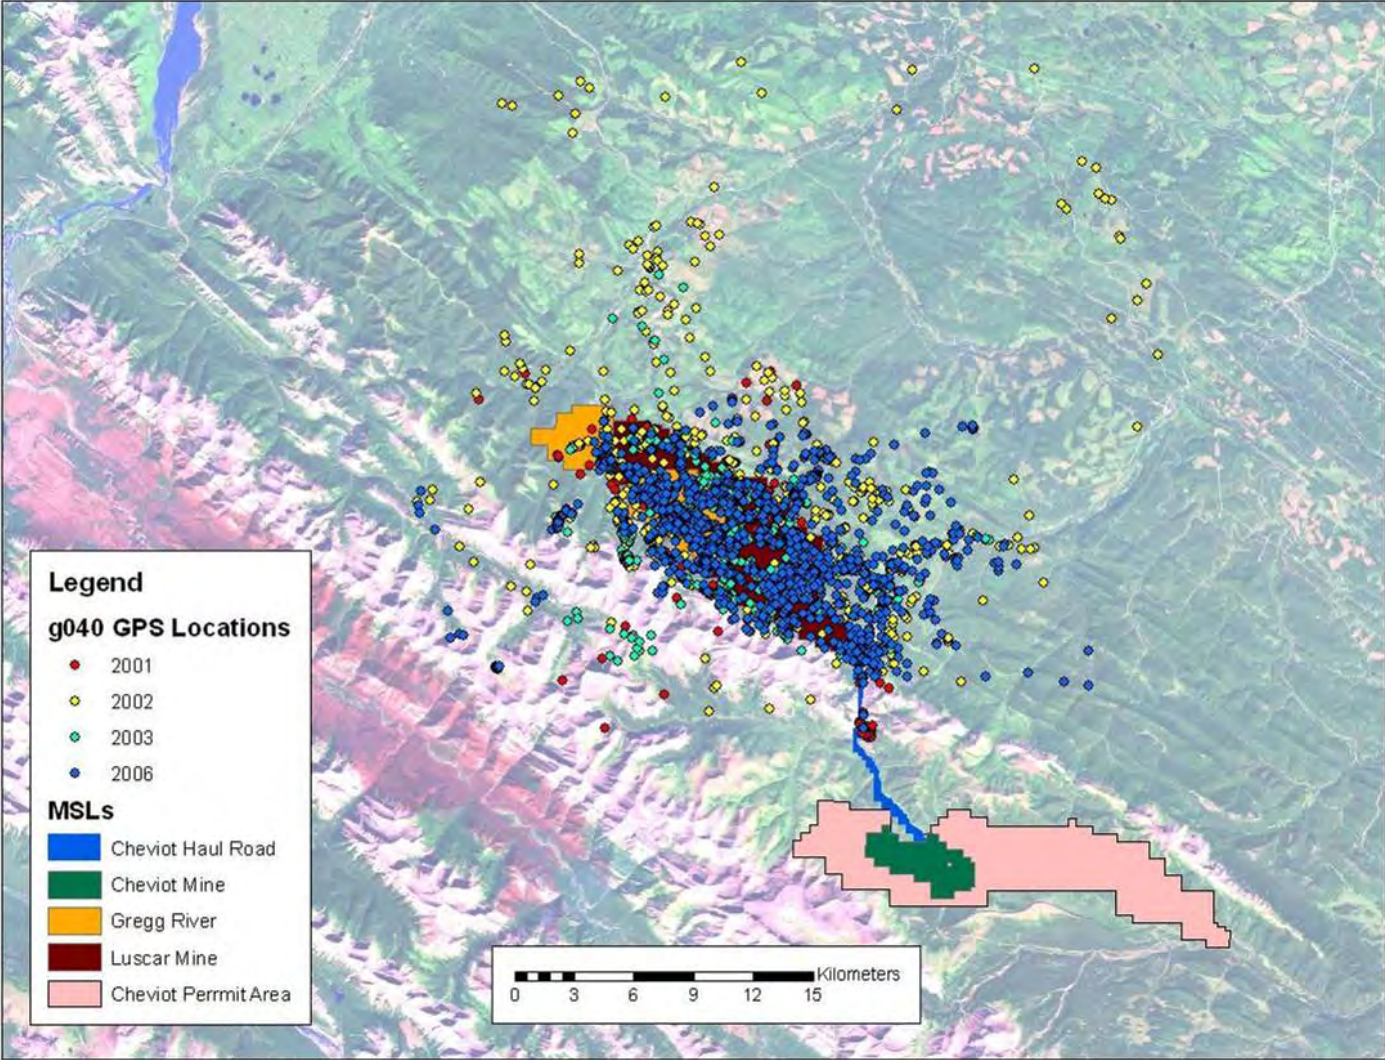 Legend
g040 GPS Locations
2001
2002
2003
2006
MSLs
Cheviot Haul Road
Cheviot Mine
Gregg River
Luscar Mine
Cheviot Perrmit Area
Kilometers
0 3 6 9 12 15